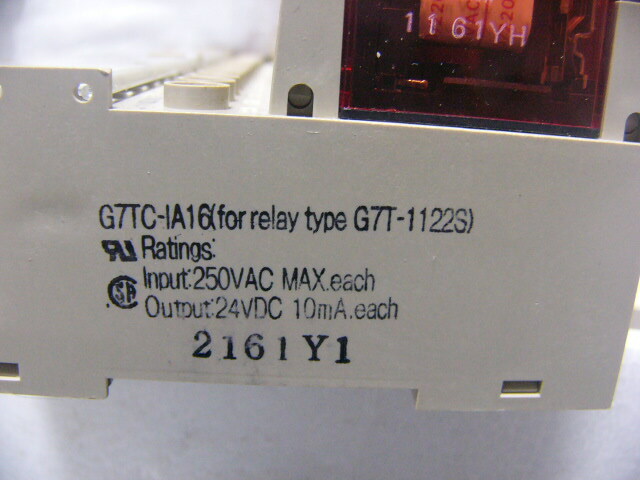 1161YH
G7TC-IA16(for relay type G7T-1122S)
Ratings:
Input:250VAC MAX.each
Output:24VDC 10mA.each
2161Y1